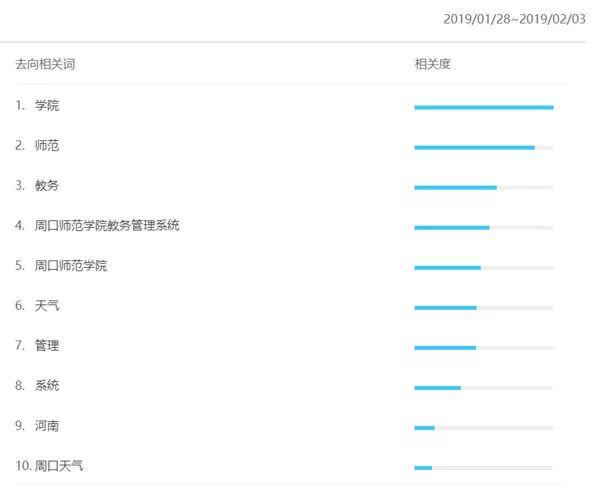 2019/01/28~2019/02/03
去向相关词 相关度
1. 学院
2. 师范
3. 教务
4. 周口师范学院教务管理系统
5. 周口师范学院
6. 天气
7. 管理
8. 系统
9. 河南
10. 周口天气